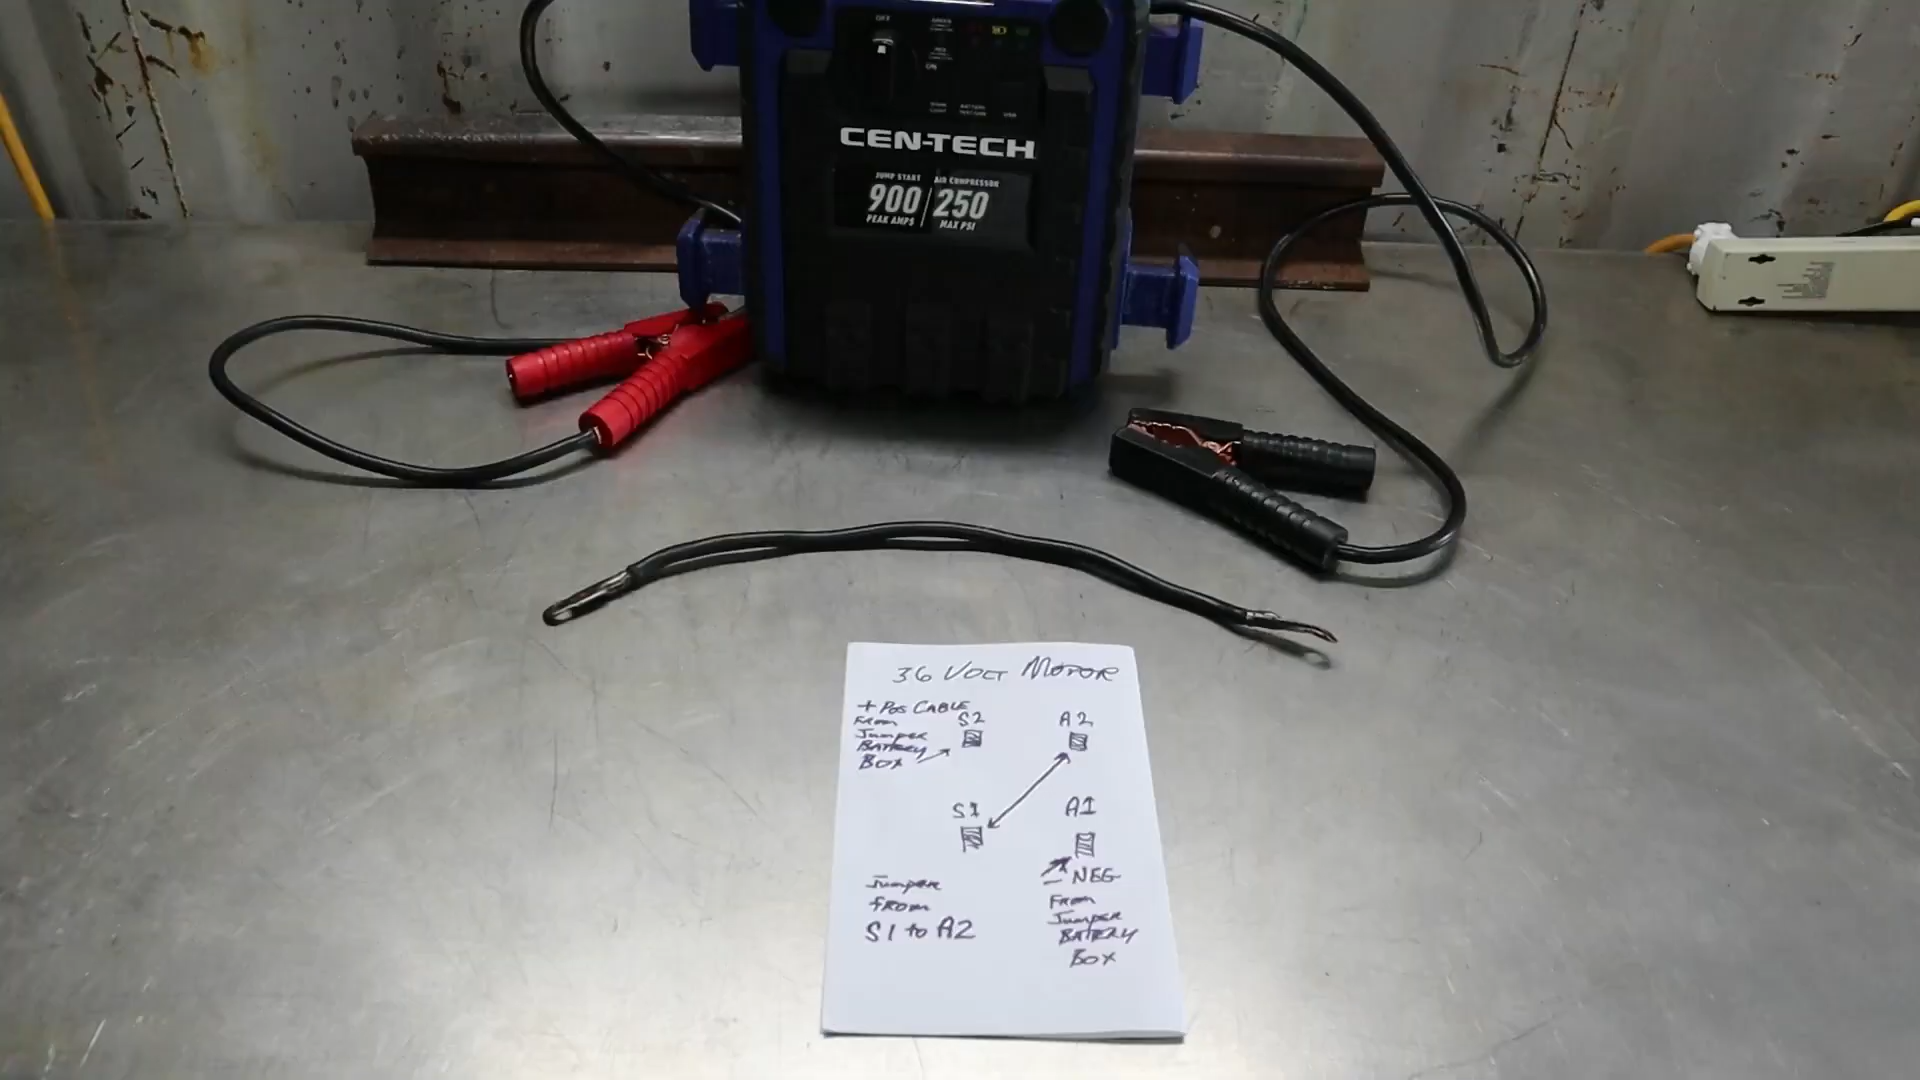 OFF
ON
CEN-TECH
JUMP START
900
PEAK AMPS
AIR COMPRESSOR
250
MAX PSI
36 VOLT MOTOR
+ POS CABLE
FROM
JUMPER
BATTERY
BOX
S2
A2
S1
A1
JUMPER
FROM
S1 to A2
- NEG
FROM
JUMPER
BATTERY
BOX